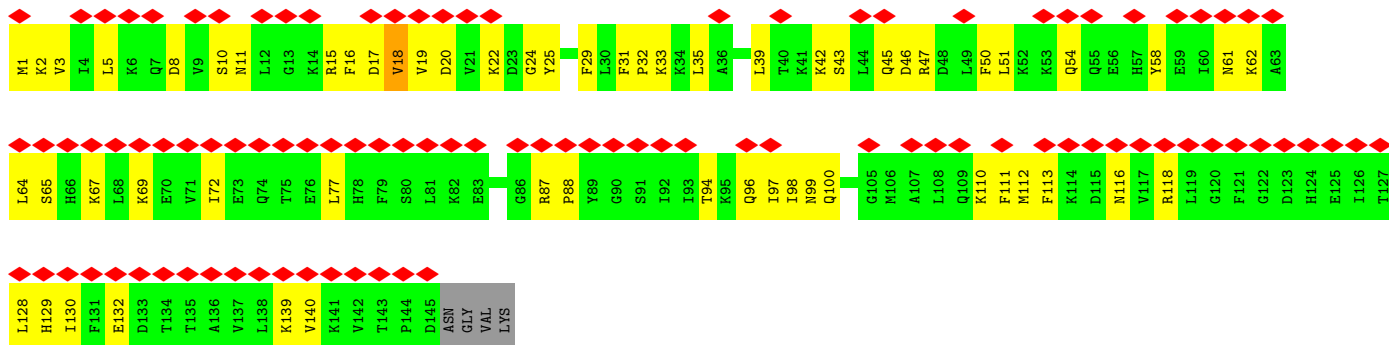 M1 K2 V3 I4 L5 K6 Q7 D8 V9 S10 N11 L12 G13 K14 R15 F16 D17 V18 V19 D20 V21 K22 D23 G24 Y25 F29 L30 F31 P32 K33 K34 L35 A36 L39 T40 K41 K42 S43 L44 Q45 D46 R47 D48 L49 F50 L51 K52 K53 Q54 Q55 E56 H57 Y58 E59 I60 N61 K62 A63
L64 S65 H66 K67 L68 K69 E70 V71 I72 E73 Q74 T75 E76 L77 H78 F79 S80 L81 K82 E83 G86 R87 P88 Y89 G90 S91 I92 I93 T94 K95 Q96 I97 I98 N99 Q100 G105 M106 A107 L108 Q109 K110 F111 M112 F113 K114 D115 N116 V117 R118 L119 G120 F121 G122 D123 H124 E125 I126 T127
L128 H129 I130 F131 E132 D133 T134 T135 A136 V137 L138 K139 V140 K141 V142 T143 P144 D145 ASN GLY VAL LYS